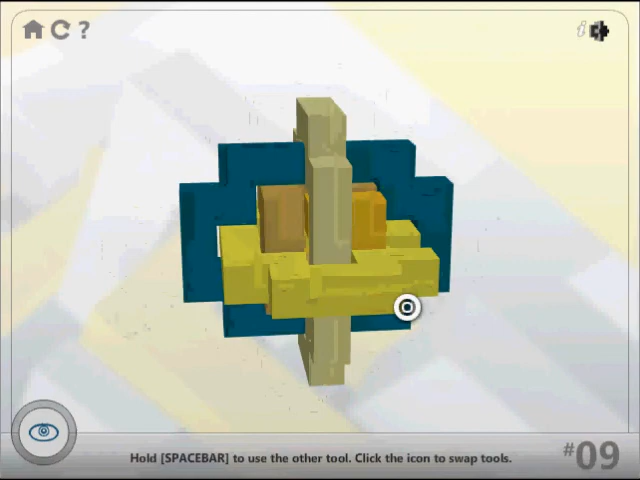 ?
i
Hold [SPACEBAR] to use the other tool. Click the icon to swap tools.
#09